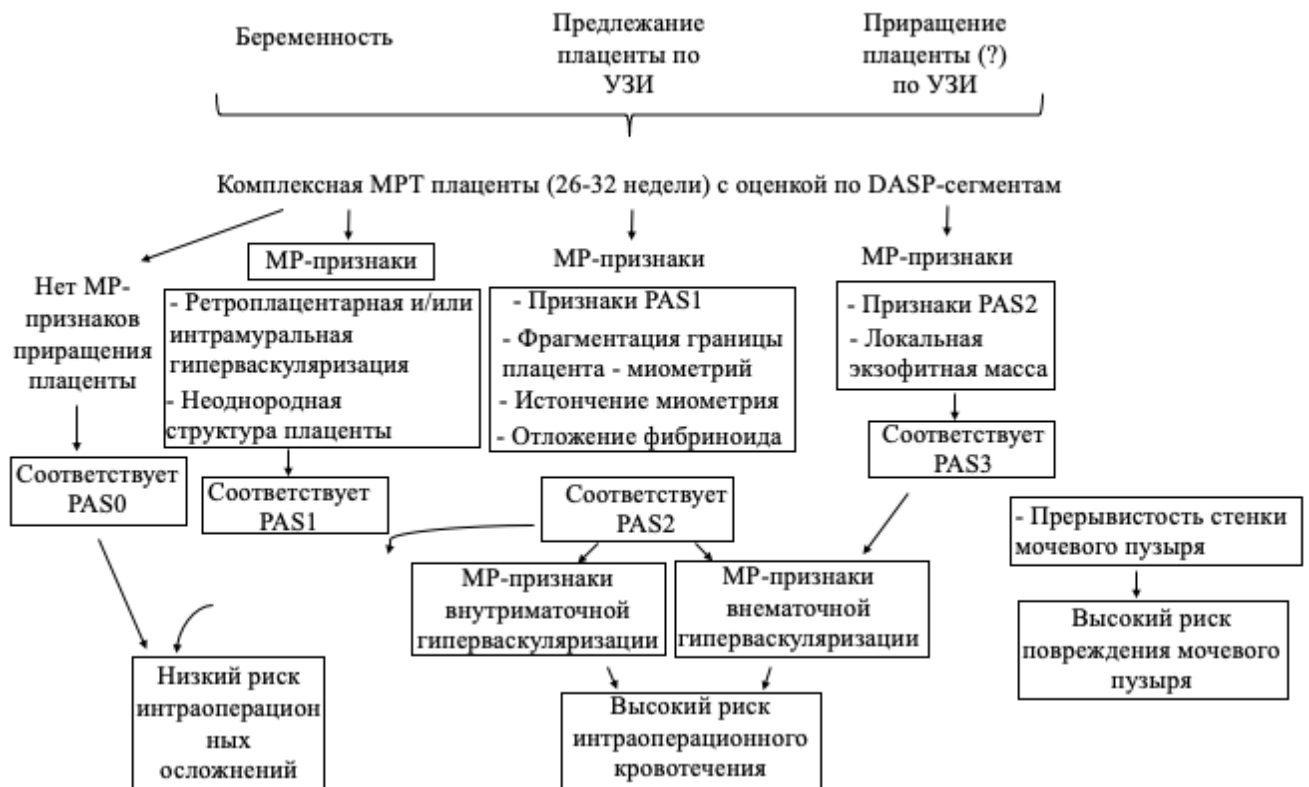 Беременность
Предлежание
плаценты по
УЗИ
Приращение
плаценты (?)
по УЗИ
Комплексная МРТ плаценты (26-32 недели) с оценкой по DASP-сегментам
Нет МР-
признаков
приращения
плаценты
МР-признаки
- Ретроплацентарная и/или
интрамуральная
гиперваскуляризация
- Неоднородная
структура плаценты
МР-признаки
- Признаки PAS1
- Фрагментация границы
плацента - миометрий
- Истончение миометрия
- Отложение фибриноида
МР-признаки
- Признаки PAS2
- Локальная
экзофитная масса
Соответствует
PAS0
Соответствует
PAS1
Соответствует
PAS2
Соответствует
PAS3
- Прерывистость стенки
мочевого пузыря
МР-признаки
внутриматочной
гиперваскуляризации
МР-признаки
внематочной
гиперваскуляризации
Высокий риск
повреждения мочевого
пузыря
Низкий риск
интраоперацион
ных
осложнений
Высокий риск
интраоперационного
кровотечения